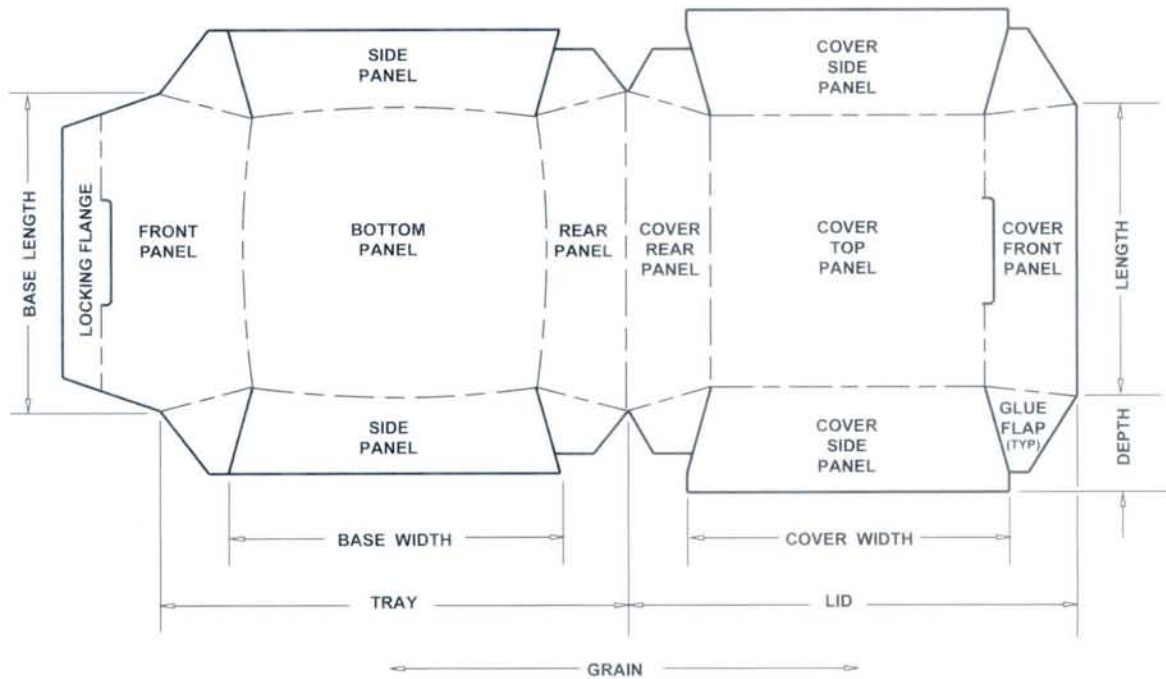 SIDE
PANEL
COVER
SIDE
PANEL
BASE LENGTH
LOCKING FLANGE
FRONT
PANEL
BOTTOM
PANEL
REAR
PANEL
COVER
REAR
PANEL
COVER
TOP
PANEL
COVER
FRONT
PANEL
LENGTH
SIDE
PANEL
COVER
SIDE
PANEL
GLUE
FLAP
(TYP)
DEPTH
BASE WIDTH
COVER WIDTH
TRAY
LID
GRAIN